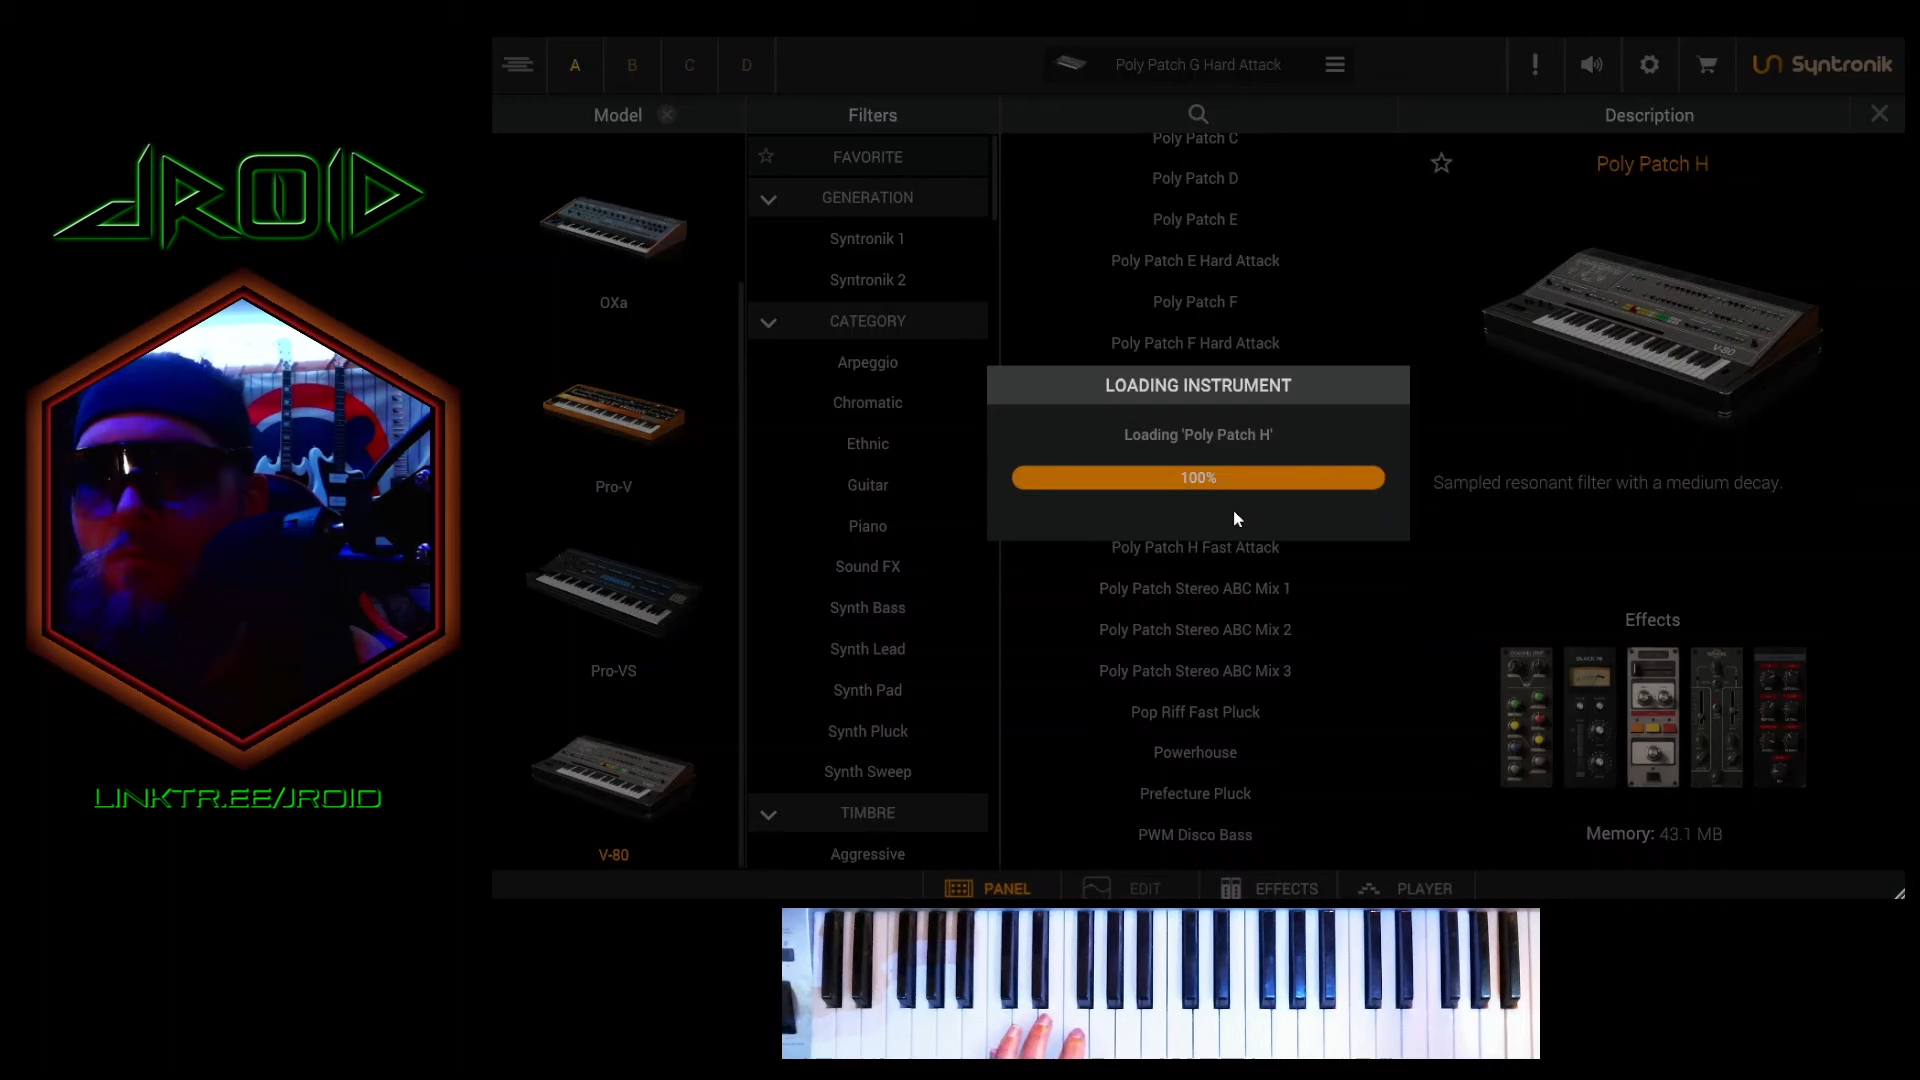 JROID
LINKTR.EE/JROID
A
B
C
D
Poly Patch G Hard Attack
Syntronik
Model
Filters
Description
OXa
Pro-V
Pro-VS
V-80
FAVORITE
GENERATION
Syntronik 1
Syntronik 2
CATEGORY
Arpeggio
Chromatic
Ethnic
Guitar
Piano
Sound FX
Synth Bass
Synth Lead
Synth Pad
Synth Pluck
Synth Sweep
TIMBRE
Aggressive
Poly Patch C
Poly Patch D
Poly Patch E
Poly Patch E Hard Attack
Poly Patch F
Poly Patch F Hard Attack
LOADING INSTRUMENT
Loading 'Poly Patch H'
100%
Poly Patch H Fast Attack
Poly Patch Stereo ABC Mix 1
Poly Patch Stereo ABC Mix 2
Poly Patch Stereo ABC Mix 3
Pop Riff Fast Pluck
Powerhouse
Prefecture Pluck
PWM Disco Bass
Poly Patch H
V-80
Sampled resonant filter with a medium decay.
Effects
Memory: 43.1 MB
PANEL
EDIT
EFFECTS
PLAYER